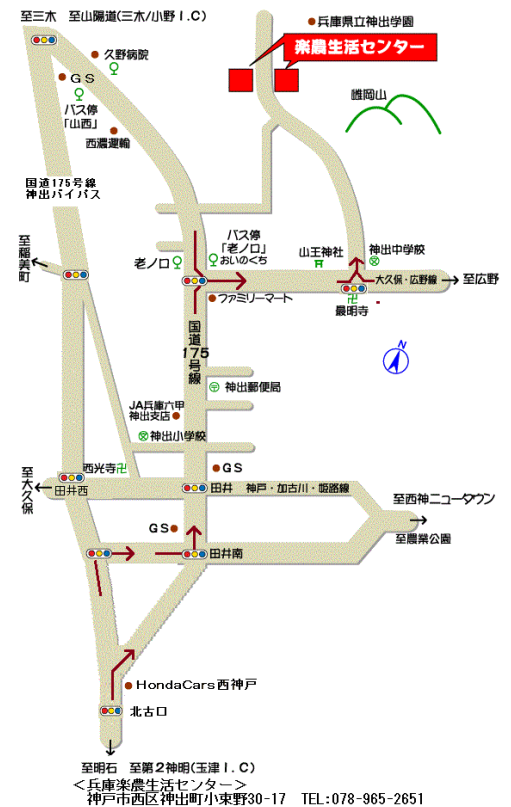 至三木 至山陽道(三木/小野I.C)
兵庫県立神出学園
楽農生活センター
久野病院
GS
バス停
「山西」
西濃運輸
雌岡山
国道175号線
神出バイパス
至稲美町
老ノ口
バス停
「老ノ口」
おいのくち
山王神社
神出中学校
大久保・広野線
至広野
ファミリーマート
最明寺
国道175号線
N
神出郵便局
JA兵庫六甲
神出支店
神出小学校
西光寺
GS
至大久保
田井西
田井 神戸・加古川・姫路線
至西神ニュータウン
GS
田井南
至農業公園
HondaCars西神戸
北古口
至明石 至第2神明(玉津I.C)
<兵庫楽農生活センター>
神戸市西区神出町小束野30-17 TEL:078-965-2651